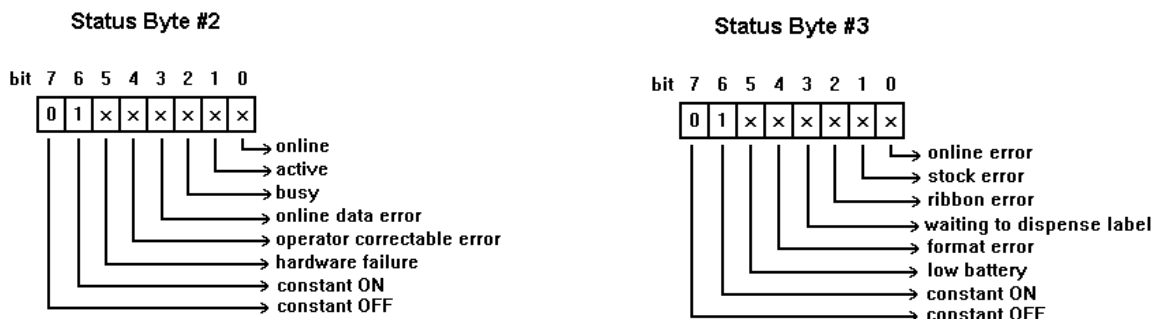 Status Byte #2
bit 7 6 5 4 3 2 1 0
0 1 × × × × × ×
online
active
busy
online data error
operator correctable error
hardware failure
constant ON
constant OFF
Status Byte #3
bit 7 6 5 4 3 2 1 0
0 1 × × × × × ×
online error
stock error
ribbon error
waiting to dispense label
format error
low battery
constant ON
constant OFF